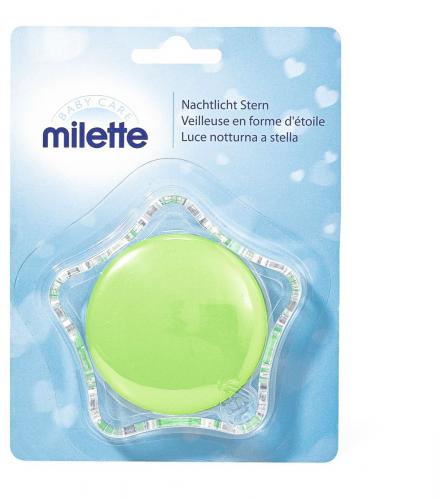 BABY CARE
milette
Nachtlicht Stern
Veilleuse en forme d'étoile
Luce notturna a stella